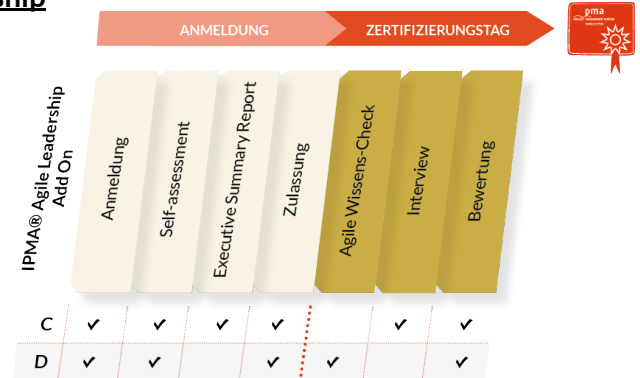 ship
ANMELDUNG
ZERTIFIZIERUNGSTAG
pma
IPMA® Agile Leadership
Add On
Anmeldung
Self-assessment
Executive Summary Report
Zulassung
Agile Wissens-Check
Interview
Bewertung
C ✓ ✓ ✓ ✓ ✓ ✓
D ✓ ✓ ✓ ✓ ✓